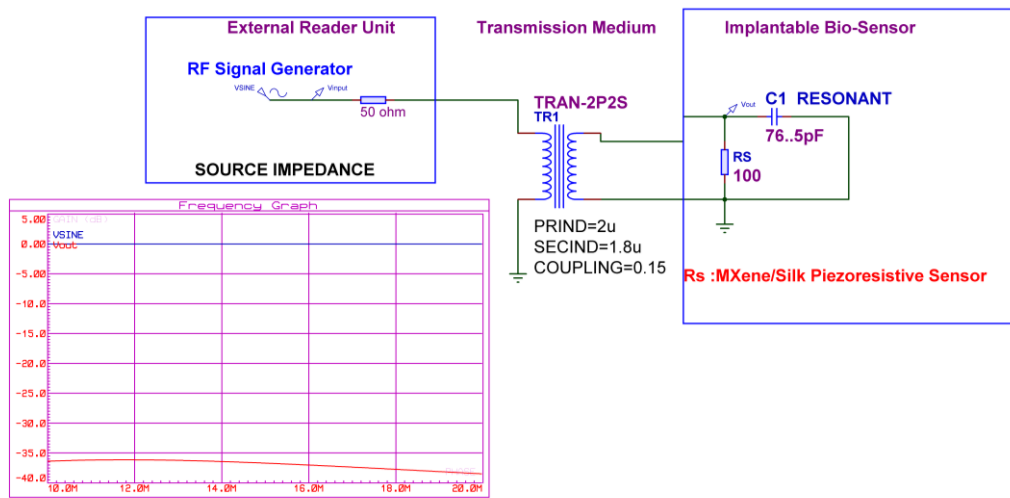 External Reader Unit
Transmission Medium
Implantable Bio-Sensor
RF Signal Generator
VSINE
Vinput
50 ohm
SOURCE IMPEDANCE
TRAN-2P2S
TR1
PRIND=2u
SECIND=1.8u
COUPLING=0.15
Vout
C1 RESONANT
76..5pF
RS
100
Rs :MXene/Silk Piezoresistive Sensor
Frequency Graph
GAIN (dB)
5.00
VSINE
0.00
Vout
-5.00
-10.0
-15.0
-20.0
-25.0
-30.0
-35.0
-40.0
10.0M 12.0M 14.0M 16.0M 18.0M 20.0M